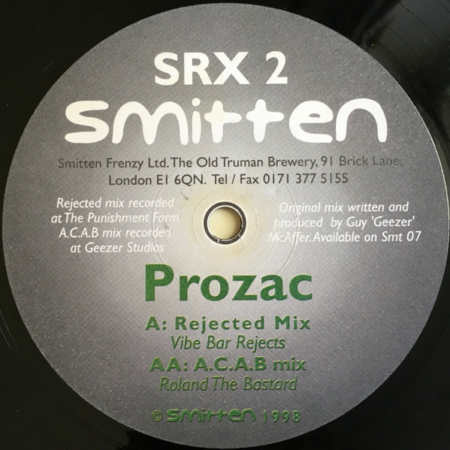 SRX 2
smitten
Smitten Frenzy Ltd. The Old Truman Brewery, 91 Brick Lane,
London E1 6QN. Tel / Fax 0171 377 5155
Rejected mix recorded
at The Punishment Farm
A.C.A.B mix recorded
at Geezer Studios
Original mix written and
produced by Guy 'Geezer'
McAffer. Available on Smt 07
Prozac
A: Rejected Mix
Vibe Bar Rejects
AA: A.C.A.B mix
Roland The Bastard
© smitten 1998